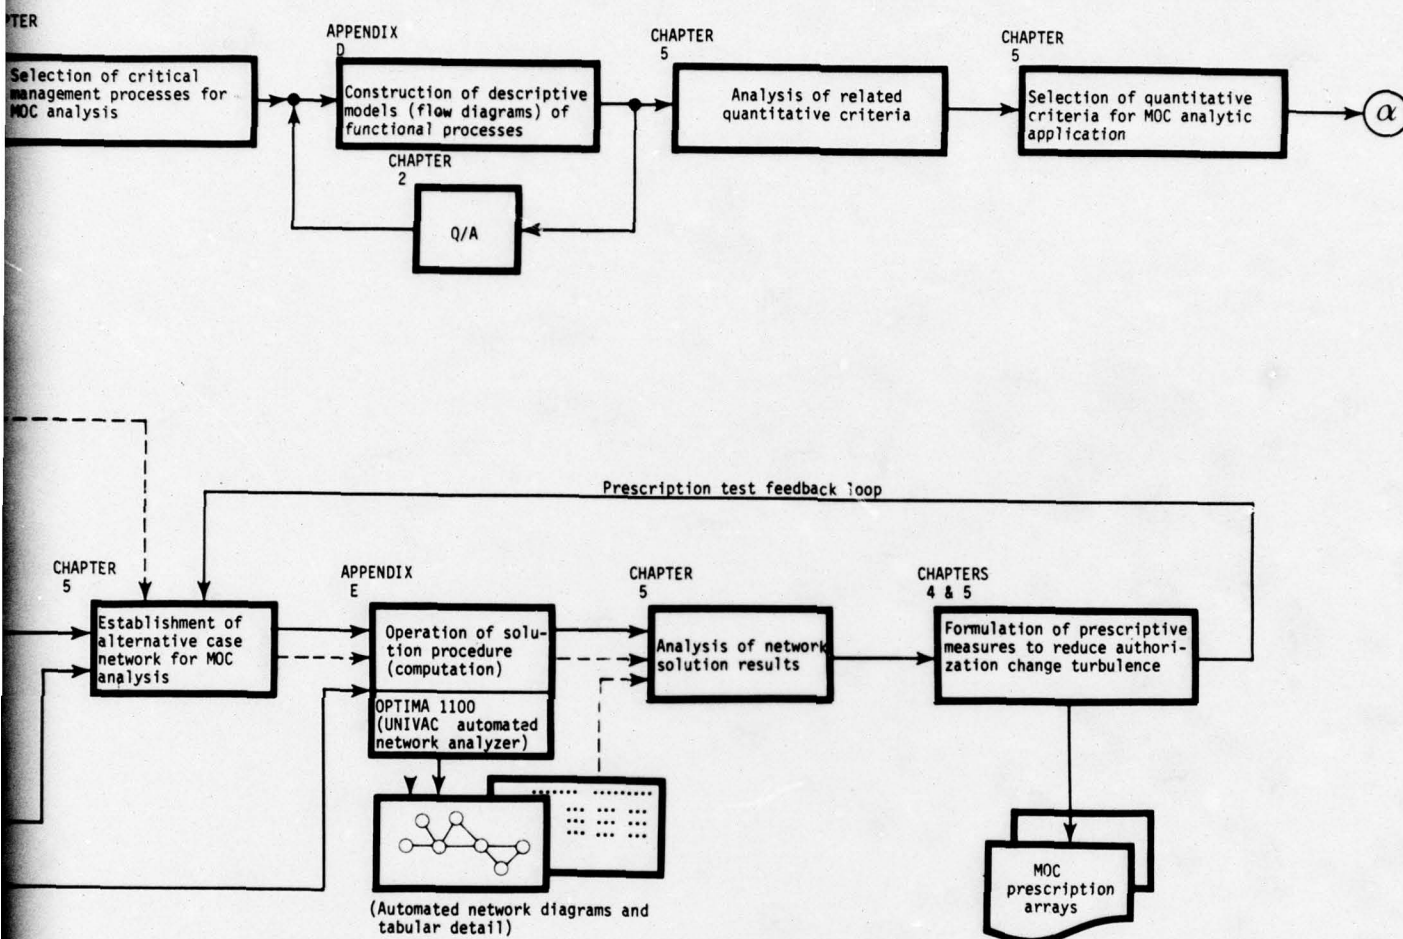 APPENDIX
D
CHAPTER
5
CHAPTER
5
Selection of critical
management processes for
MOC analysis
Construction of descriptive
models (flow diagrams) of
functional processes
Analysis of related
quantitative criteria
Selection of quantitative
criteria for MOC analytic
application
α
CHAPTER
2
Q/A
Prescription test feedback loop
CHAPTER
5
APPENDIX
E
CHAPTER
5
CHAPTERS
4 & 5
Establishment of
alternative case
network for MOC
analysis
Operation of solu-
tion procedure
(computation)
OPTIMA 1100
(UNIVAC automated
network analyzer)
Analysis of network
solution results
Formulation of prescriptive
measures to reduce authori-
zation change turbulence
(Automated network diagrams and
tabular detail)
MOC
prescription
arrays